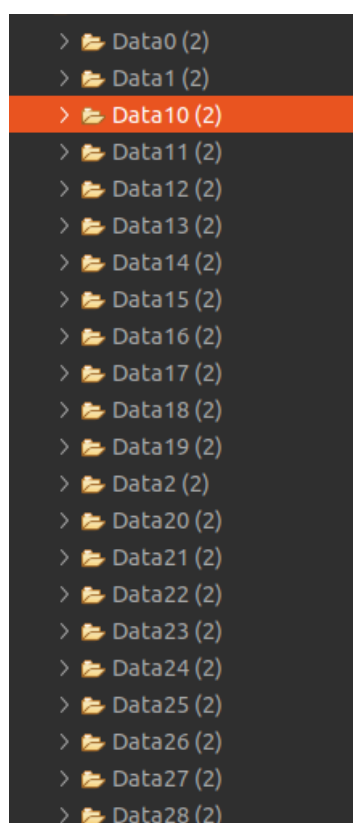 Data0 (2)
Data1 (2)
Data10 (2)
Data11 (2)
Data12 (2)
Data13 (2)
Data14 (2)
Data15 (2)
Data16 (2)
Data17 (2)
Data18 (2)
Data19 (2)
Data2 (2)
Data20 (2)
Data21 (2)
Data22 (2)
Data23 (2)
Data24 (2)
Data25 (2)
Data26 (2)
Data27 (2)
Data28 (2)